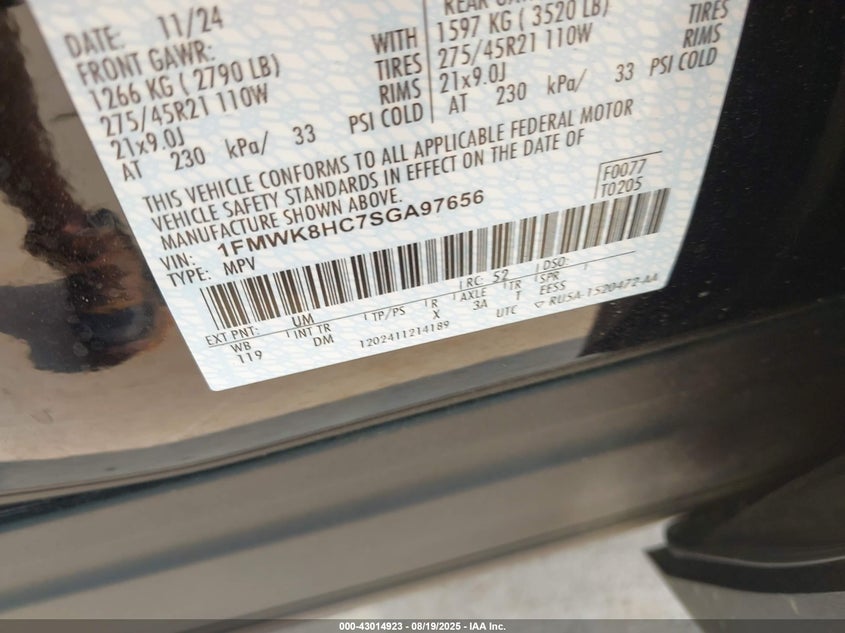 DATE: 11/24
FRONT GAWR:
1266 KG ( 2790 LB)
WITH
275/45R21 110W
TIRES
21x9.0J
RIMS
AT 230 kPa/ 33 PSI COLD
REAR
1597 KG ( 3520 LB)
275/45R21 110W
TIRES
21x9.0J
RIMS
AT 230 kPa/ 33 PSI COLD
THIS VEHICLE CONFORMS TO ALL APPLICABLE FEDERAL MOTOR
VEHICLE SAFETY STANDARDS IN EFFECT ON THE DATE OF
MANUFACTURE SHOWN ABOVE.
F0077
T0205
VIN: 1FMWK8HC7SGA97656
TYPE: MPV
EXT PNT: UM RC: 52 DSO:
WB INT TR TP/PS R AXLE TR SPR
119 DM X 3A T EESS
1202411214189 UTC ▽ RU5A-1520472-AA
000-43014923 - 08/19/2025 - IAA Inc.